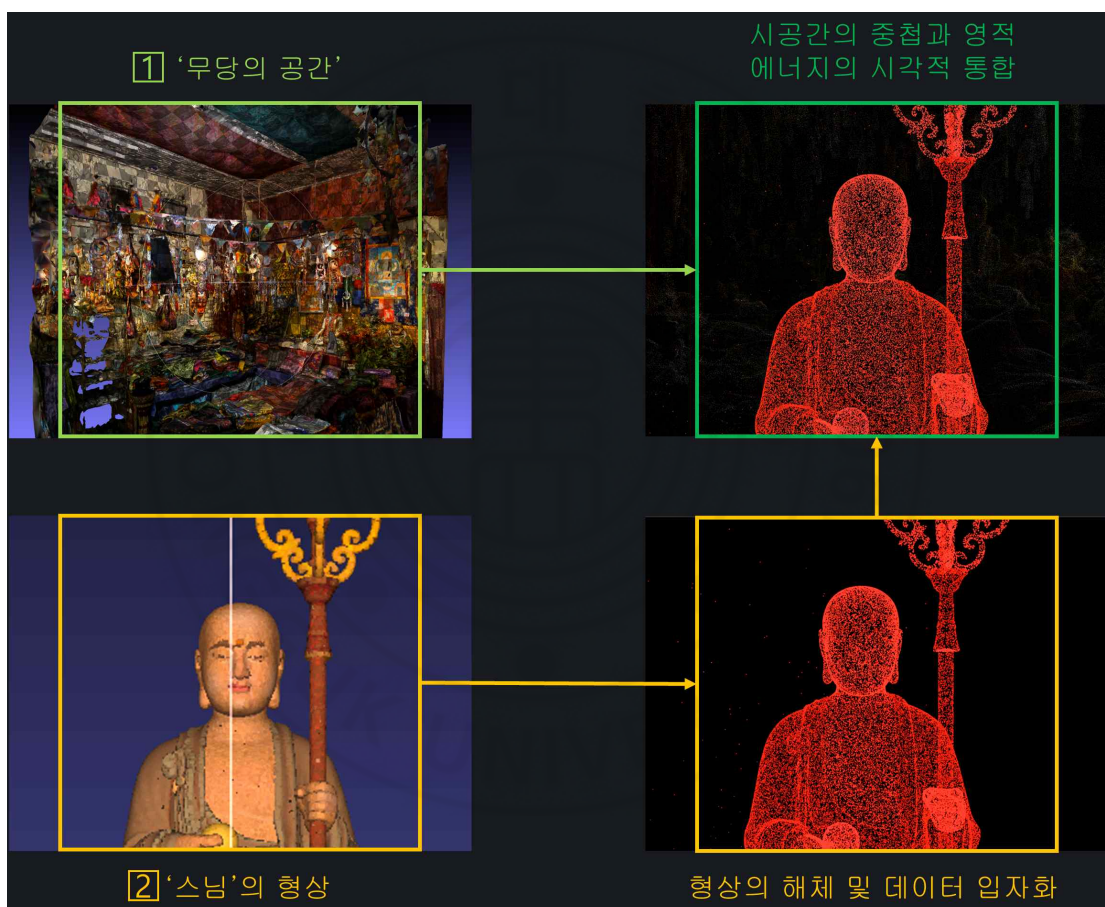 1 ‘무당의 공간’
시공간의 중첩과 영적
에너지의 시각적 통합
2 ‘스님’의 형상
형상의 해체 및 데이터 입자화